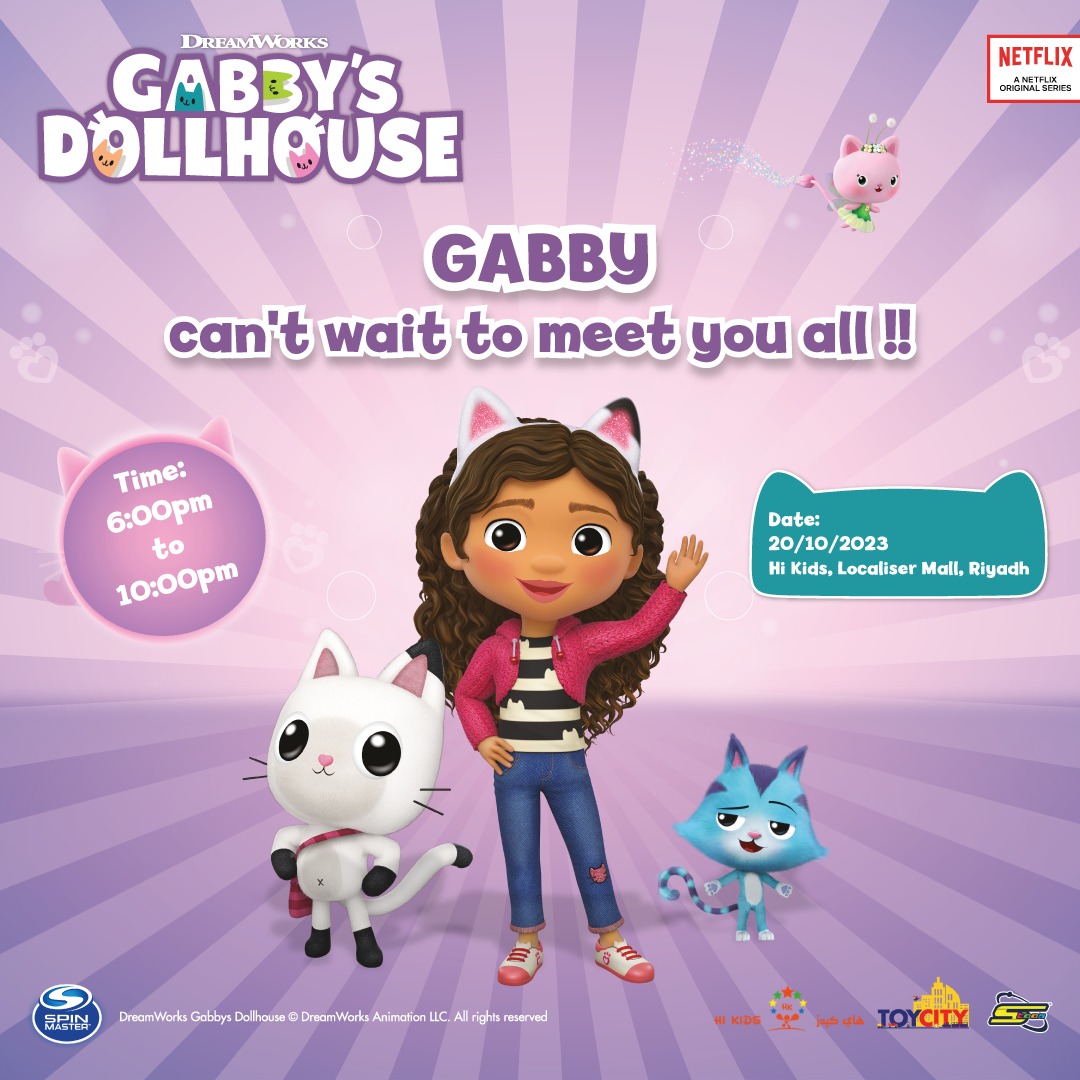 DREAMWORKS
GABBY'S
DOLLHOUSE
NETFLIX
A NETFLIX
ORIGINAL SERIES
GABBY
can't wait to meet you all !!
Time:
6:00pm
to
10:00pm
Date:
20/10/2023
Hi Kids, Localiser Mall, Riyadh
SPIN
MASTER
DreamWorks Gabbys Dollhouse © DreamWorks Animation LLC. All rights reserved
HI KIDS
HK
هاي كيدز
TOYCITY